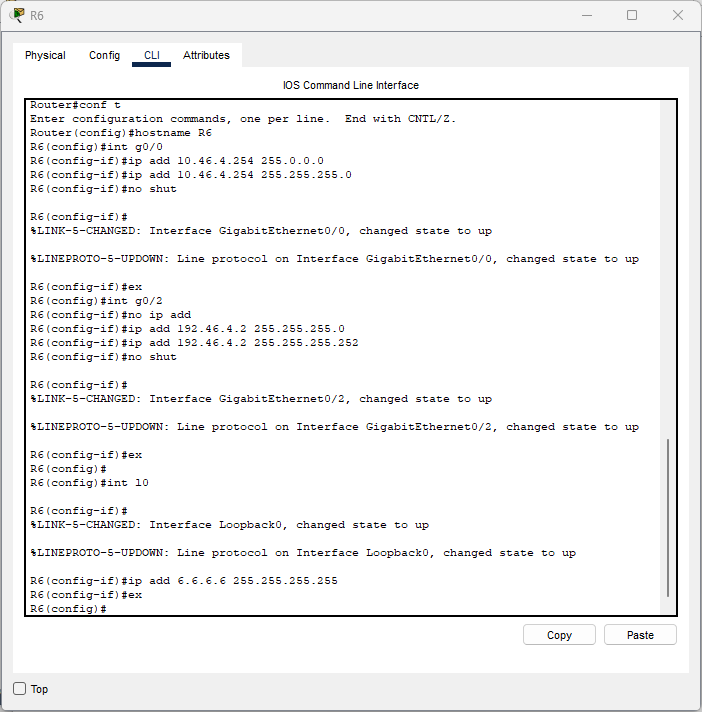 R6
Physical Config CLI Attributes
IOS Command Line Interface
Router#conf t
Enter configuration commands, one per line.  End with CNTL/Z.
Router(config)#hostname R6
R6(config)#int g0/0
R6(config-if)#ip add 10.46.4.254 255.0.0.0
R6(config-if)#ip add 10.46.4.254 255.255.255.0
R6(config-if)#no shut
R6(config-if)#
%LINK-5-CHANGED: Interface GigabitEthernet0/0, changed state to up
%LINEPROTO-5-UPDOWN: Line protocol on Interface GigabitEthernet0/0, changed state to up
R6(config-if)#ex
R6(config)#int g0/2
R6(config-if)#no ip add
R6(config-if)#ip add 192.46.4.2 255.255.255.0
R6(config-if)#ip add 192.46.4.2 255.255.255.252
R6(config-if)#no shut
R6(config-if)#
%LINK-5-CHANGED: Interface GigabitEthernet0/2, changed state to up
%LINEPROTO-5-UPDOWN: Line protocol on Interface GigabitEthernet0/2, changed state to up
R6(config-if)#ex
R6(config)#
R6(config)#int l0
R6(config-if)#
%LINK-5-CHANGED: Interface Loopback0, changed state to up
%LINEPROTO-5-UPDOWN: Line protocol on Interface Loopback0, changed state to up
R6(config-if)#ip add 6.6.6.6 255.255.255.255
R6(config-if)#ex
R6(config)#
Copy Paste
Top